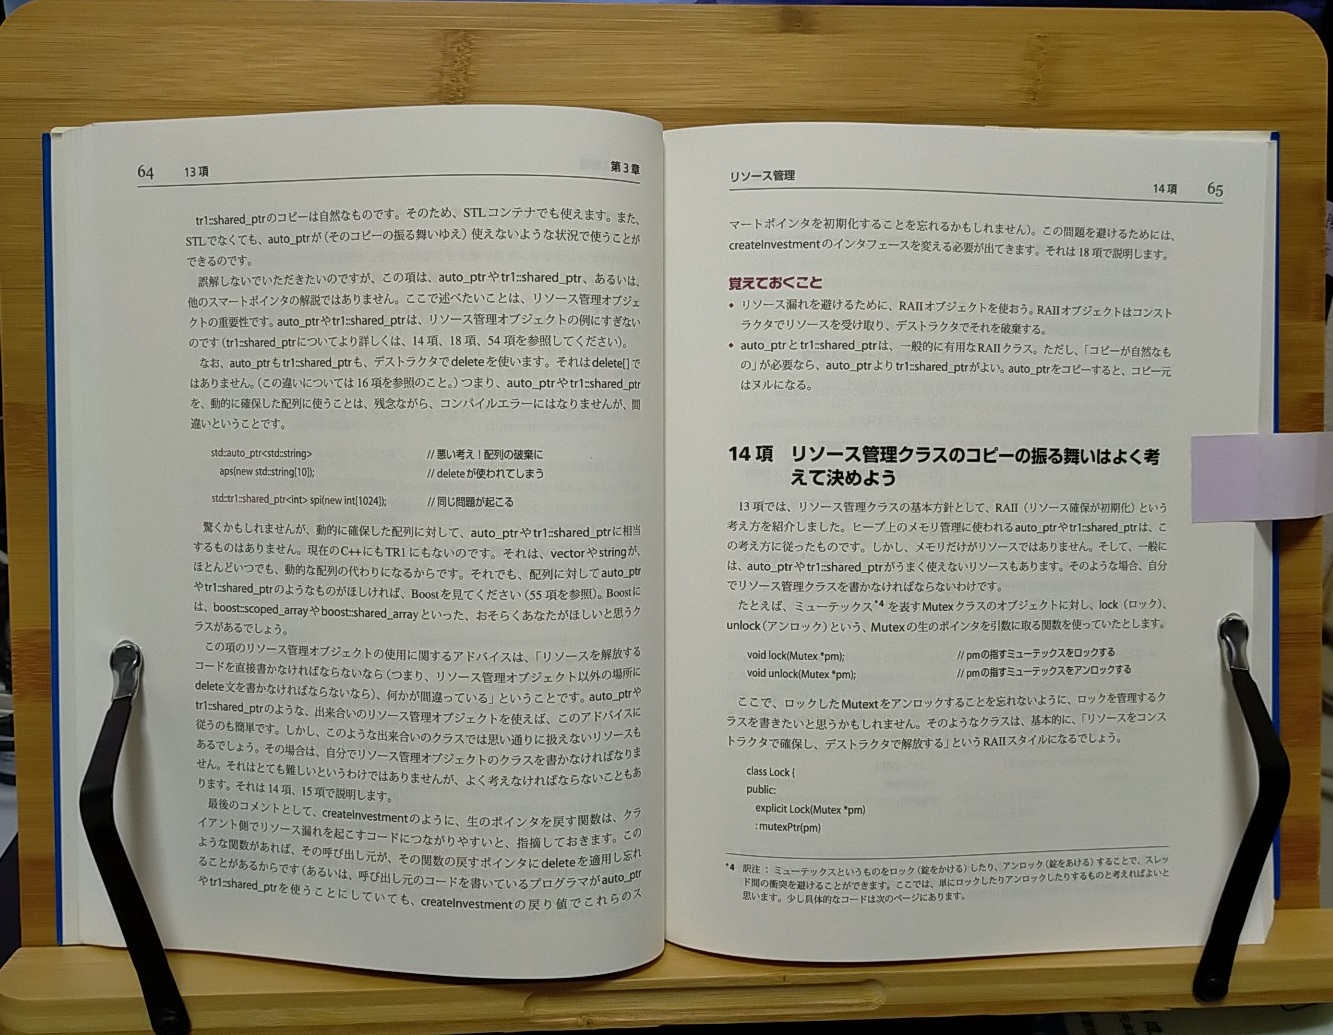 64 13 項 第3章
tr1::shared_ptrのコピーは自然なものです。そのため、STLコンテナでも使えます。また、
STLでなくても、auto_ptrが（そのコピーの振る舞いゆえ）使えないような状況で使うことが
できるのです。
誤解しないでいただきたいのですが、この項は、auto_ptrやtr1::shared_ptr、あるいは、
他のスマートポインタの解説ではありません。ここで述べたいことは、リソース管理オブジェ
クトの重要性です。auto_ptrやtr1::shared_ptrは、リソース管理オブジェクトの例にすぎない
のです（tr1::shared_ptrについてより詳しくは、14 項、18 項、54 項を参照してください）。
なお、auto_ptrもtr1::shared_ptrも、デストラクタでdeleteを使います。それはdelete[]で
はありません。（この違いについては 16 項を参照のこと。）つまり、auto_ptrやtr1::shared_ptr
を、動的に確保した配列に使うことは、残念ながら、コンパイルエラーにはなりませんが、間
違いということです。
std::auto_ptr<std::string> // 悪い考え！配列の破棄に
aps(new std::string[10]); // deleteが使われてしまう
std::tr1::shared_ptr<int> spi(new int[1024]); // 同じ問題が起こる
驚くかもしれませんが、動的に確保した配列に対して、auto_ptrやtr1::shared_ptrに相当
するものはありません。現在のC++にもTR1にもないのです。それは、vectorやstringが、
ほとんどいつでも、動的な配列の代わりになるからです。それでも、配列に対してauto_ptr
やtr1::shared_ptrのようなものがほしければ、Boostを見てください（55 項を参照）。Boostに
は、boost::scoped_arrayやboost::shared_arrayといった、おそらくあなたがほしいと思うク
ラスがあるでしょう。
この項のリソース管理オブジェクトの使用に関するアドバイスは、「リソースを解放する
コードを直接書かなければならないなら（つまり、リソース管理オブジェクト以外の場所に
delete文を書かなければならないなら）、何かが間違っている」ということです。auto_ptrや
tr1::shared_ptrのような、出来合いのリソース管理オブジェクトを使えば、このアドバイスに
従うのも簡単です。しかし、このような出来合いのクラスでは思い通りに扱えないリソースも
あるでしょう。その場合は、自分でリソース管理オブジェクトのクラスを書かなければなりま
せん。それはとても難しいというわけではありませんが、よく考えなければならないこともあ
ります。それは 14 項、15 項で説明します。
最後のコメントとして、createInvestmentのように、生のポインタを戻す関数は、クラ
イアント側でリソース漏れを起こすコードにつながりやすいと、指摘しておきます。この
ような関数があれば、その呼び出し元が、その関数の戻すポインタにdeleteを適用し忘れ
ることがあるからです（あるいは、呼び出し元のコードを書いているプログラマがauto_ptr
やtr1::shared_ptrを使うことにしていても、createInvestmentの戻り値でこれらのス
リソース管理 14 項 65
マートポインタを初期化することを忘れるかもしれません）。この問題を避けるためには、
createInvestmentのインタフェースを変える必要が出てきます。それは 18 項で説明します。
覚えておくこと
◆ リソース漏れを避けるために、RAIIオブジェクトを使おう。RAIIオブジェクトはコンスト
ラクタでリソースを受け取り、デストラクタでそれを破棄する。
◆ auto_ptrとtr1::shared_ptrは、一般的に有用なRAIIクラス。ただし、「コピーが自然なも
の」が必要なら、auto_ptrよりtr1::shared_ptrがよい。auto_ptrをコピーすると、コピー元
はヌルになる。
14 項 リソース管理クラスのコピーの振る舞いはよく考
えて決めよう
13 項では、リソース管理クラスの基本方針として、RAII（リソース確保が初期化）という
考え方を紹介しました。ヒープ上のメモリ管理に使われるauto_ptrやtr1::shared_ptrは、こ
の考え方に従ったものです。しかし、メモリだけがリソースではありません。そして、一般に
は、auto_ptrやtr1::shared_ptrがうまく使えないリソースもあります。そのような場合、自分
でリソース管理クラスを書かなければならないわけです。
たとえば、ミューテックス*4 を表すMutexクラスのオブジェクトに対し、lock（ロック）、
unlock（アンロック）という、Mutexの生のポインタを引数に取る関数を使っていたとします。
void lock(Mutex *pm); // pmの指すミューテックスをロックする
void unlock(Mutex *pm); // pmの指すミューテックスをアンロックする
ここで、ロックしたMutextをアンロックすることを忘れないように、ロックを管理するク
ラスを書きたいと思うかもしれません。そのようなクラスは、基本的に、「リソースをコンス
トラクタで確保し、デストラクタで解放する」というRAIIスタイルになるでしょう。
class Lock {
public:
explicit Lock(Mutex *pm)
: mutexPtr(pm)
*4 訳注：ミューテックスというものをロック（錠をかける）したり、アンロック（錠をあける）することで、スレッ
ド間の衝突を避けることができます。ここでは、単にロックしたりアンロックしたりするものと考えればよいと
思います。少し具体的なコードは次のページにあります。